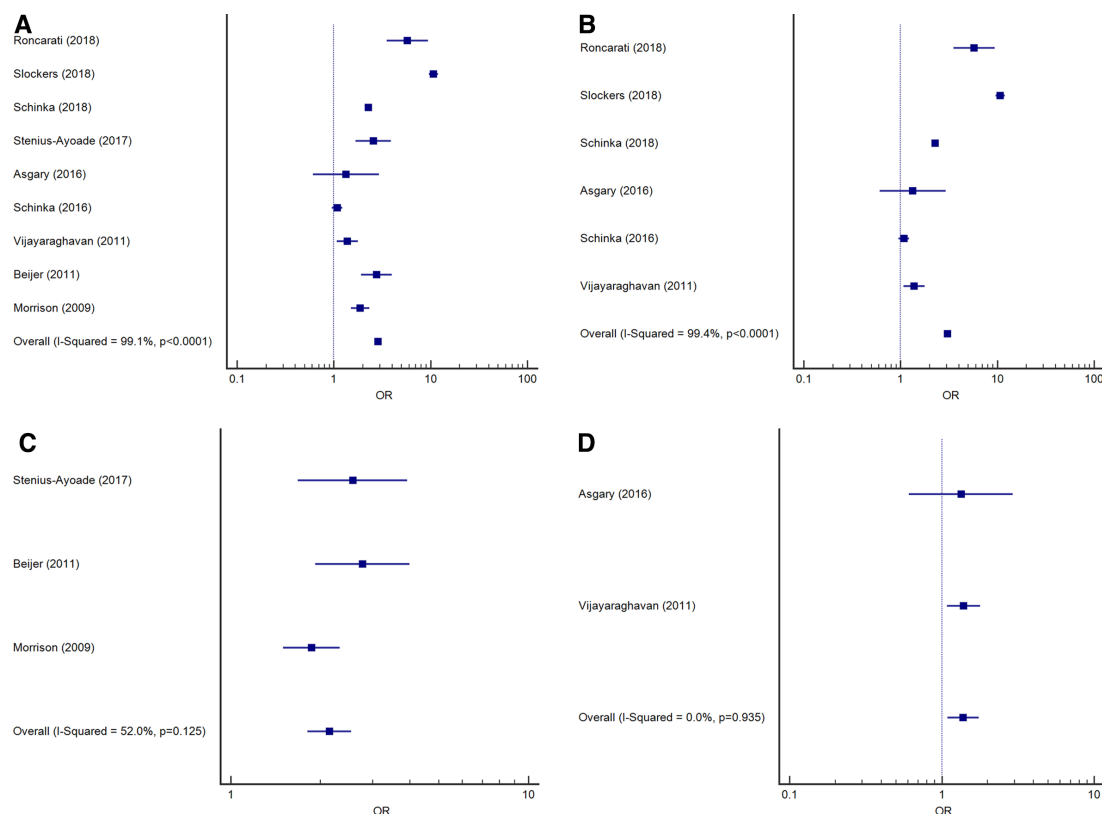 A
Roncarati (2018)
Slockers (2018)
Schinka (2018)
Stenius-Ayoade (2017)
Asgary (2016)
Schinka (2016)
Vijayaraghavan (2011)
Beijer (2011)
Morrison (2009)
Overall (I-Squared = 99.1%, p<0.0001)
0.1 1 10 100
OR
B
Roncarati (2018)
Slockers (2018)
Schinka (2018)
Asgary (2016)
Schinka (2016)
Vijayaraghavan (2011)
Overall (I-Squared = 99.4%, p<0.0001)
0.1 1 10 100
OR
C
Stenius-Ayoade (2017)
Beijer (2011)
Morrison (2009)
Overall (I-Squared = 52.0%, p=0.125)
1 10
OR
D
Asgary (2016)
Vijayaraghavan (2011)
Overall (I-Squared = 0.0%, p=0.935)
0.1 1 10
OR